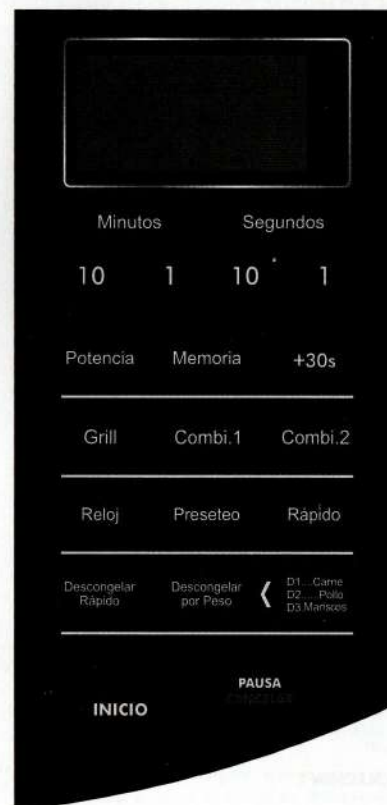 Minutos Segundos
10 1 10 1
Potencia Memoria +30s
Grill Combi.1 Combi.2
Reloj Preseteo Rápido
Descongelar Descongelar D1....Carne
Rápido por Peso D2.....Pollo
D3.Mariscos
PAUSA
CANCELAR
INICIO